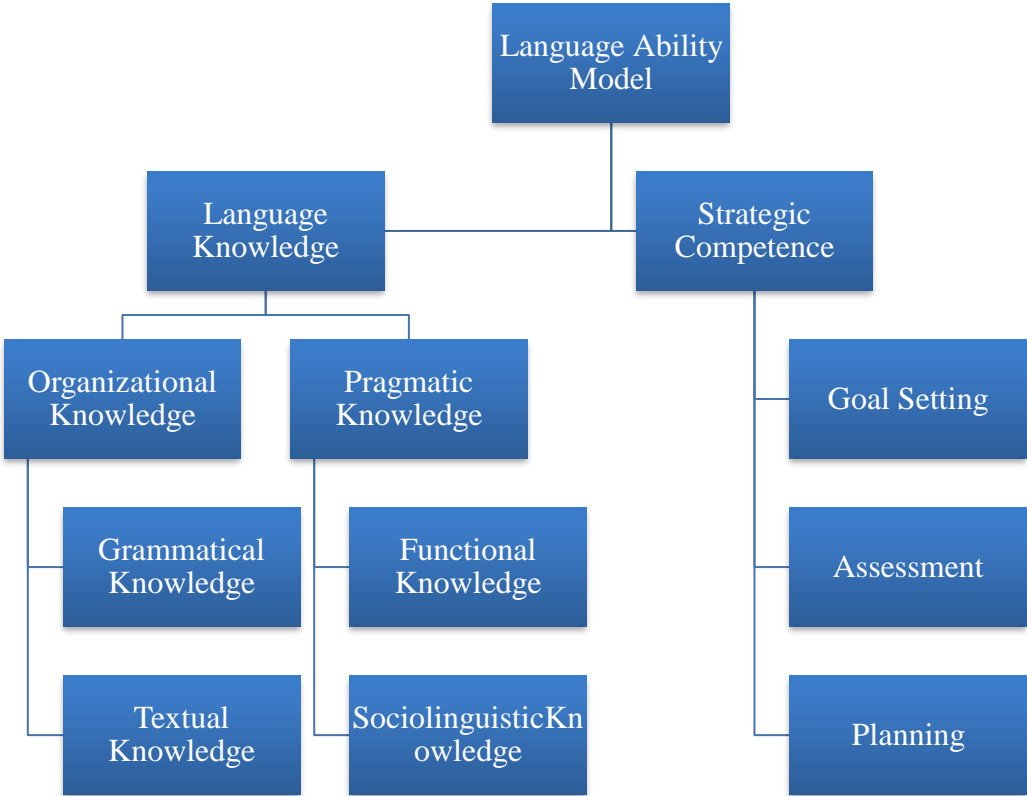 Language Ability
Model
Language
Knowledge
Strategic
Competence
Organizational
Knowledge
Pragmatic
Knowledge
Goal Setting
Grammatical
Knowledge
Functional
Knowledge
Assessment
Textual
Knowledge
SociolinguisticKn
owledge
Planning